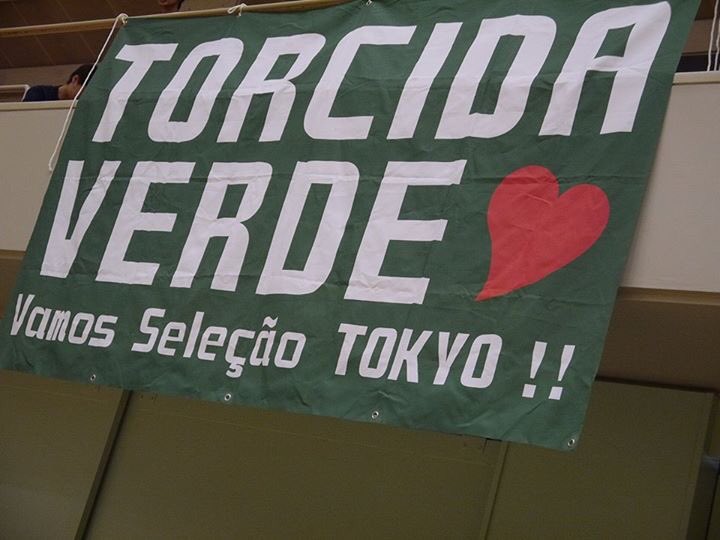 TORCIDA
VERDE
Vamos Seleção TOKYO !!